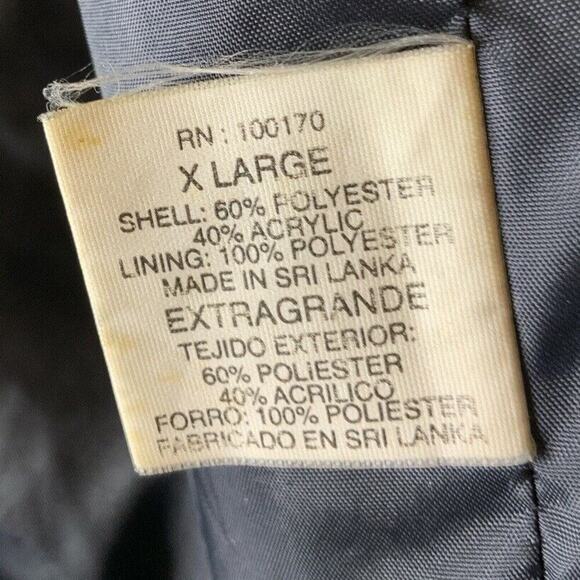 RN : 100170
X LARGE
SHELL: 60% POLYESTER
40% ACRYLIC
LINING: 100% POLYESTER
MADE IN SRI LANKA
EXTRAGRANDE
TEJIDO EXTERIOR:
60% POLIESTER
40% ACRILICO
FORRO: 100% POLIESTER
FABRICADO EN SRI LANKA